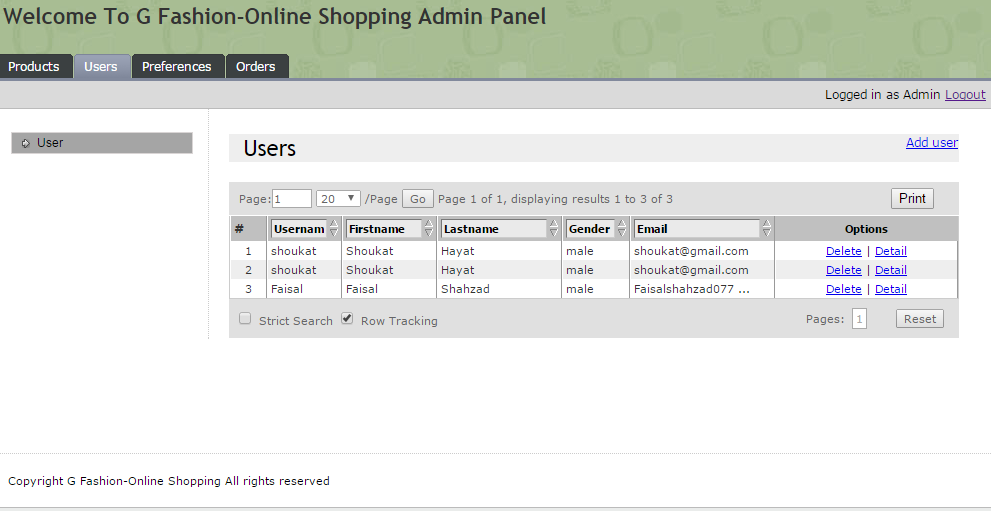 Welcome To G Fashion-Online Shopping Admin Panel
Products Users Preferences Orders
Logged in as Admin Logout
User
Users Add user
Page: 1 20 /Page Go Page 1 of 1, displaying results 1 to 3 of 3 Print
# Usernam Firstname Lastname Gender Email Options
1 shoukat Shoukat Hayat male shoukat@gmail.com Delete | Detail
2 shoukat Shoukat Hayat male shoukat@gmail.com Delete | Detail
3 Faisal Faisal Shahzad male Faisalshahzad077 ... Delete | Detail
Strict Search Row Tracking Pages: 1 Reset
Copyright G Fashion-Online Shopping All rights reserved